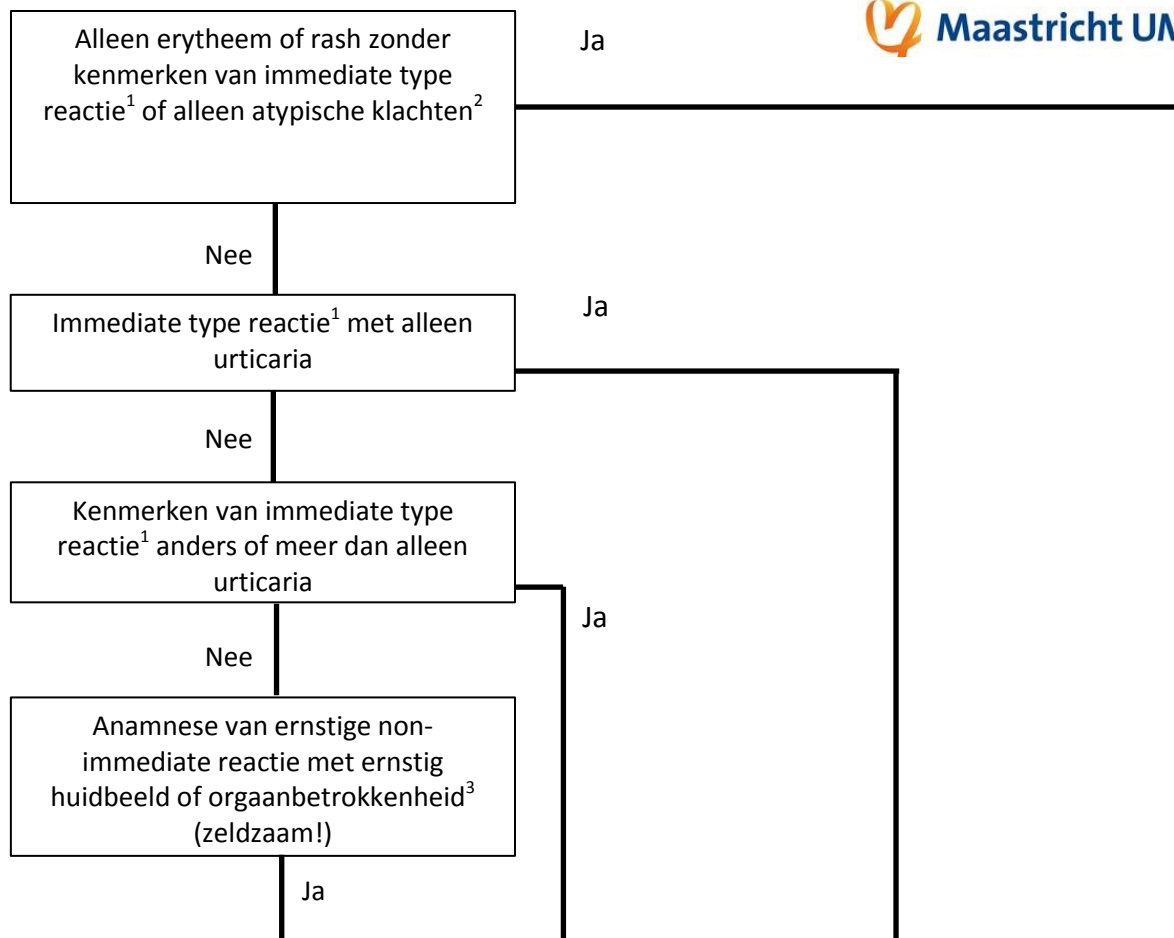 Maastricht UM
Alleen erytheem of rash zonder
kenmerken van immediate type
reactie¹ of alleen atypische klachten²
Ja
Nee
Immediate type reactie¹ met alleen
urticaria
Ja
Nee
Kenmerken van immediate type
reactie¹ anders of meer dan alleen
urticaria
Ja
Nee
Anamnese van ernstige non-
immediate reactie met ernstig
huidbeeld of orgaanbetrokkenheid³
(zeldzaam!)
Ja